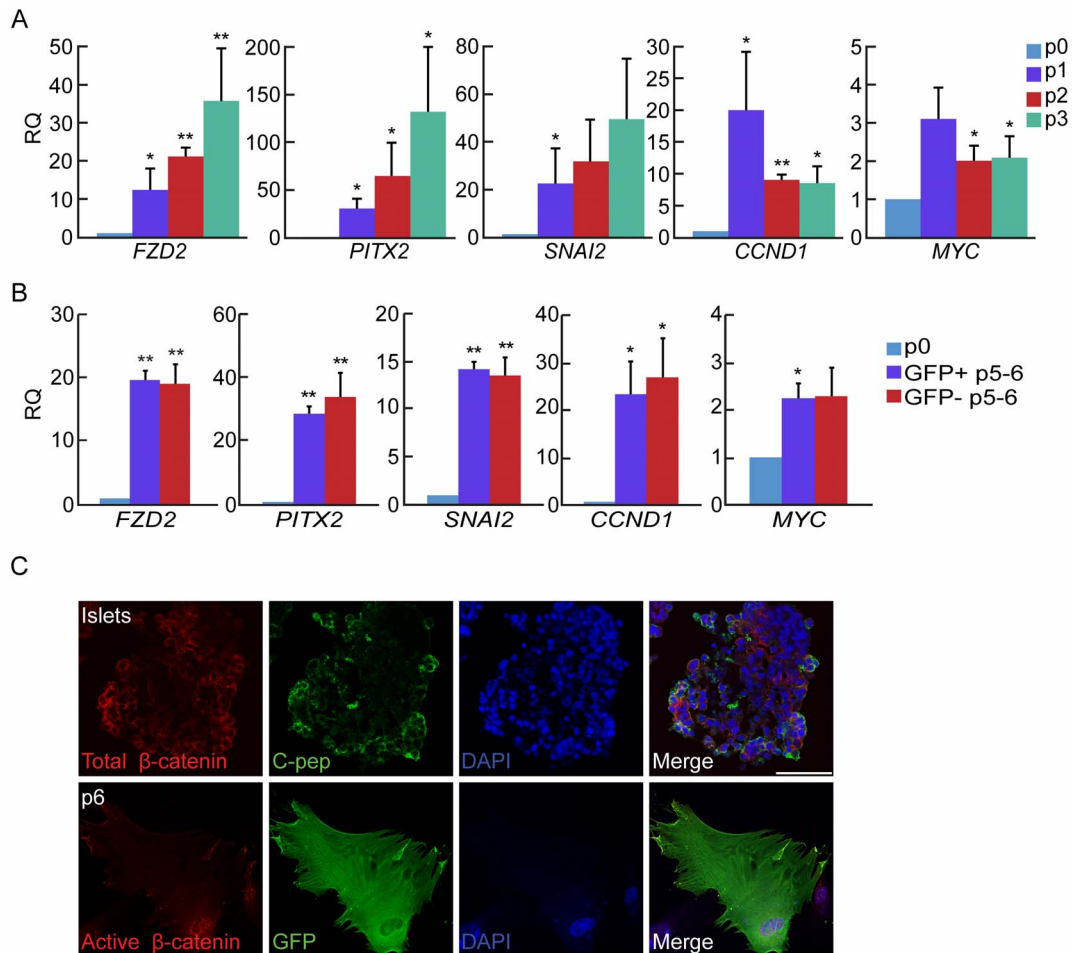 A
50
40
30
20
10
0
RQ
*
**
**
FZD2
200
150
100
50
0
*
*
*
PITX2
80
60
40
20
0
*
SNAI2
30
25
20
15
10
5
0
*
**
*
CCND1
5
4
3
2
1
0
*
*
MYC
p0
p1
p2
p3
B
30
20
10
0
RQ
**
**
FZD2
60
40
20
0
**
**
PITX2
20
15
10
5
0
**
**
SNAI2
40
30
20
10
0
*
*
CCND1
4
3
2
1
0
*
MYC
p0
GFP+ p5-6
GFP- p5-6
C
Islets
Total β-catenin
C-pep
DAPI
Merge
p6
Active β-catenin
GFP
DAPI
Merge